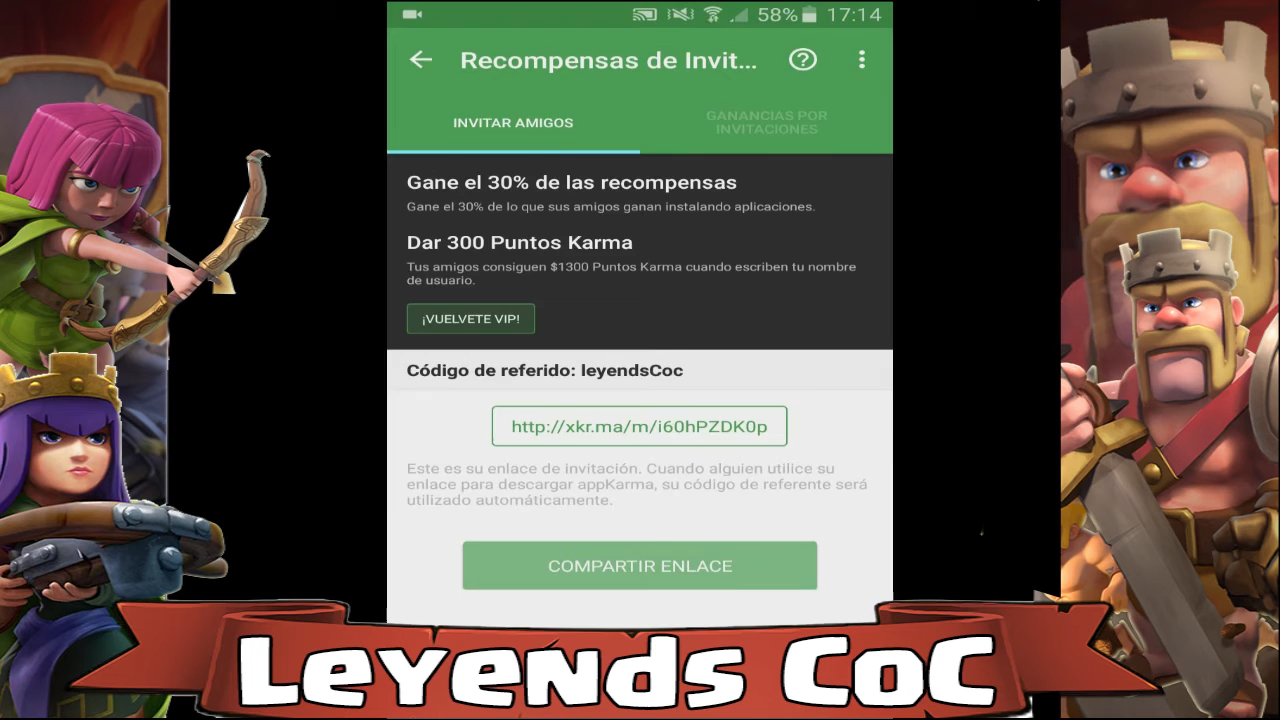 58% 17:14
Recompensas de Invit...
INVITAR AMIGOS
GANANCIAS POR
INVITACIONES
Gane el 30% de las recompensas
Gane el 30% de lo que sus amigos ganan instalando aplicaciones.
Dar 300 Puntos Karma
Tus amigos consiguen $1300 Puntos Karma cuando escriben tu nombre
de usuario.
¡VUELVETE VIP!
Código de referido: leyendsCoc
http://xkr.ma/m/i60hPZDK0p
Este es su enlace de invitación. Cuando alguien utilice su
enlace para descargar appKarma, su código de referente será
utilizado automáticamente.
COMPARTIR ENLACE
Leyends CoC